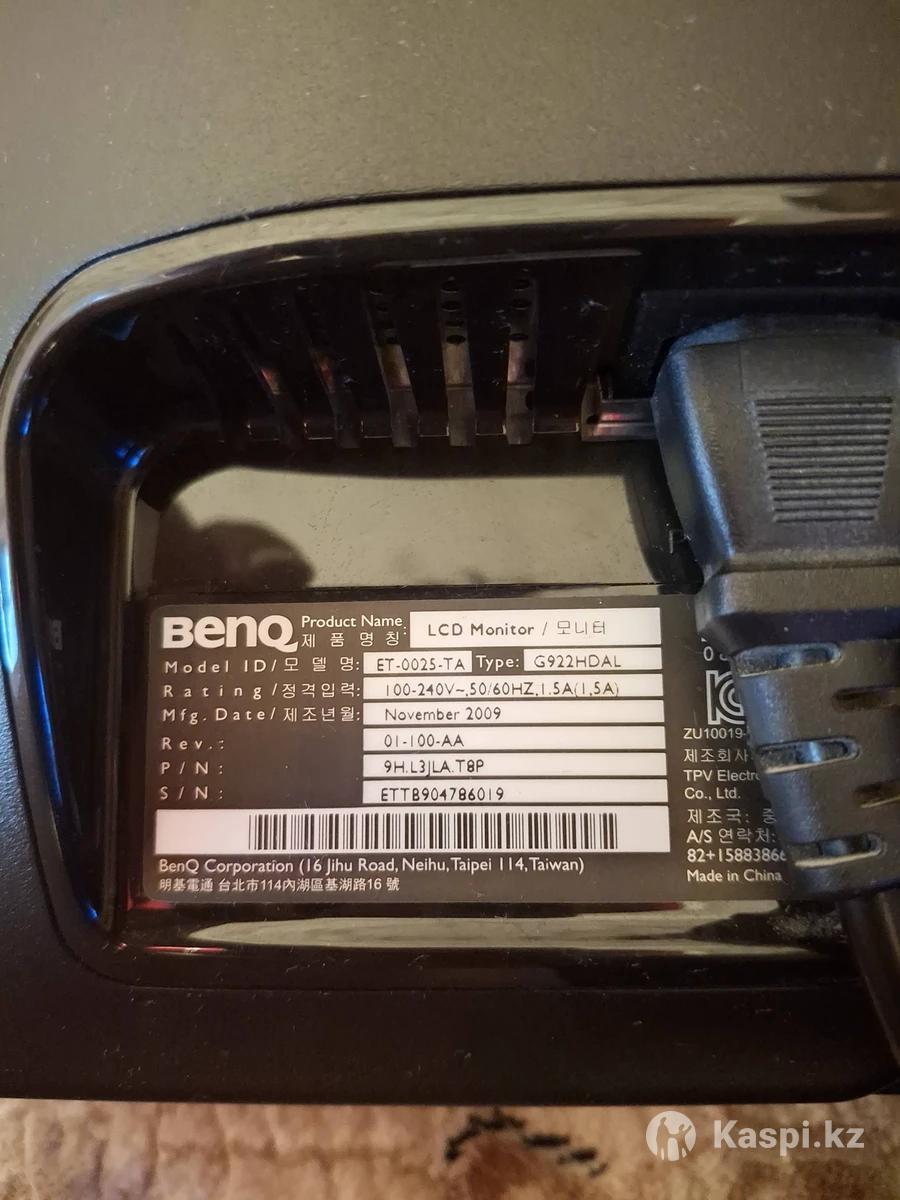 BenQ
Product Name
제 품 명 칭:
LCD Monitor / 모니터
Model ID/모 델 명: ET-0025-TA Type: G922HDAL
Rating/정격입력: 100-240V~,50/60HZ,1.5A(1,5A)
Mfg. Date/제조년월: November 2009
Rev.: 01-100-AA
P/N: 9H.L3JLA.T8P
S/N: ETTB904786019
BenQ Corporation (16 Jihu Road, Neihu, Taipei 114, Taiwan)
明基電通 台北市114內湖區基湖路16 號
ZU10019-
제조회사
TPV
Co., Ltd.
제조국:
A/S 연락처:
82+1588386
Made in China
Kaspi.kz